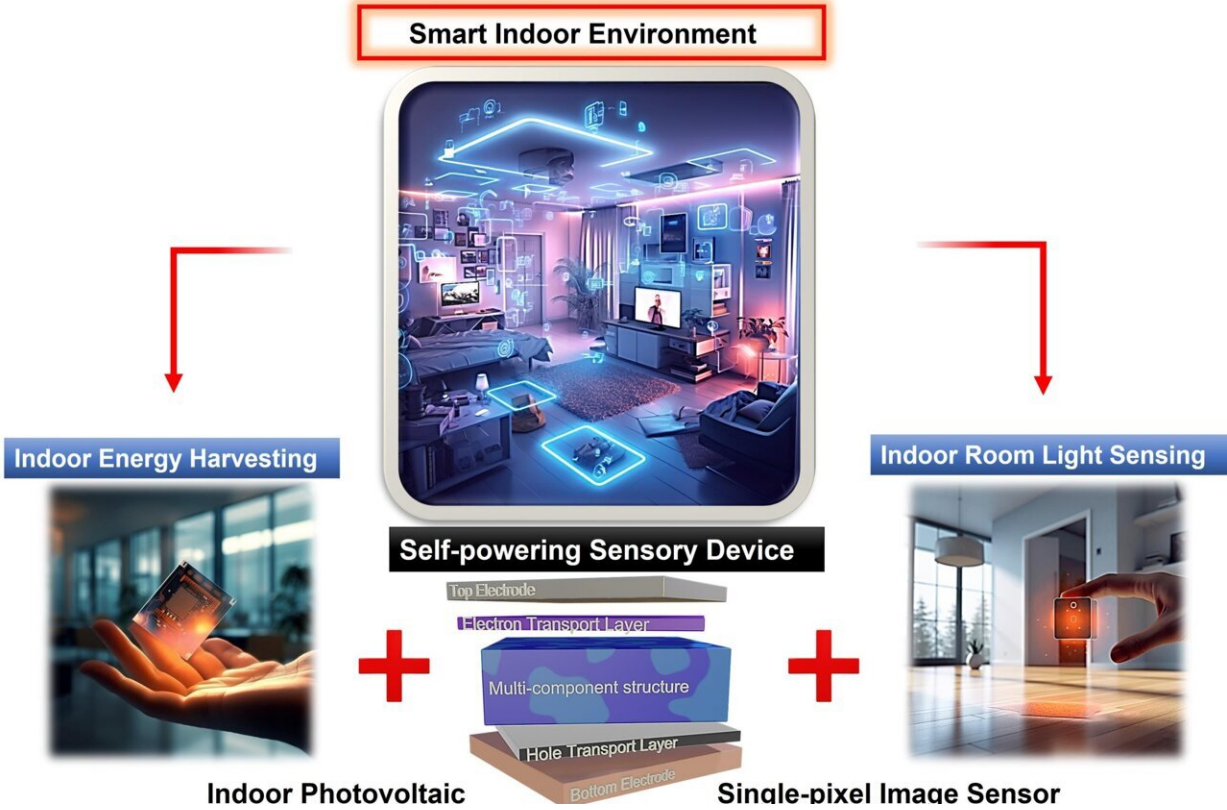 Smart Indoor Environment
Indoor Energy Harvesting
Indoor Room Light Sensing
Self-powering Sensory Device
Top Electrode
Electron Transport Layer
Multi-component structure
Hole Transport Layer
Bottom Electrode
Indoor Photovoltaic
Single-pixel Image Sensor